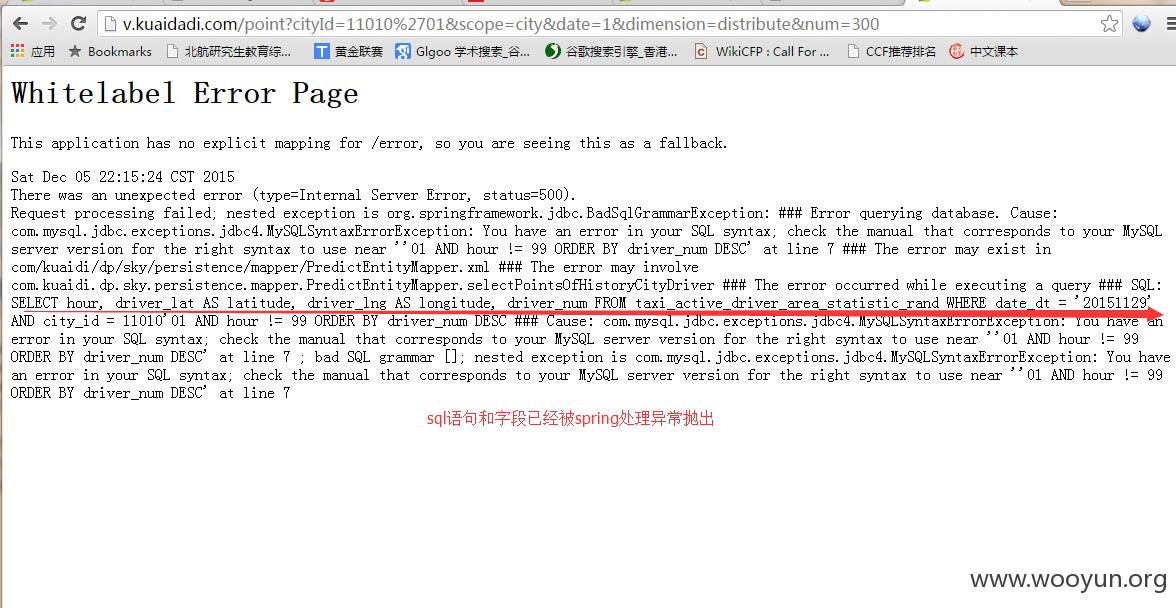 v.kuaidadi.com/point?cityId=11010%2701&scope=city&date=1&dimension=distribute&num=300
应用 Bookmarks 北航研究生教育综... 黄金联赛 Glgoo 学术搜索_谷... 谷歌搜索引擎_香港... WikiCFP : Call For ... CCF推荐排名 中文课本
Whitelabel Error Page
This application has no explicit mapping for /error, so you are seeing this as a fallback.
Sat Dec 05 22:15:24 CST 2015
There was an unexpected error (type=Internal Server Error, status=500).
Request processing failed; nested exception is org.springframework.jdbc.BadSqlGrammarException: ### Error querying database. Cause:
com.mysql.jdbc.exceptions.jdbc4.MySQLSyntaxErrorException: You have an error in your SQL syntax; check the manual that corresponds to your MySQL
server version for the right syntax to use near ''01 AND hour != 99 ORDER BY driver_num DESC' at line 7 ### The error may exist in
com/kuaidi/dp/sky/persistence/mapper/PredictEntityMapper.xml ### The error may involve
com.kuaidi.dp.sky.persistence.mapper.PredictEntityMapper.selectPointsOfHistoryCityDriver ### The error occurred while executing a query ### SQL:
SELECT hour, driver_lat AS latitude, driver_lng AS longitude, driver_num FROM taxi_active_driver_area_statistic_rand WHERE date_dt = '20151129'
AND city_id = 11010'01 AND hour != 99 ORDER BY driver_num DESC ### Cause: com.mysql.jdbc.exceptions.jdbc4.MySQLSyntaxErrorException: You have an
error in your SQL syntax; check the manual that corresponds to your MySQL server version for the right syntax to use near ''01 AND hour != 99
ORDER BY driver_num DESC' at line 7 ; bad SQL grammar []; nested exception is com.mysql.jdbc.exceptions.jdbc4.MySQLSyntaxErrorException: You have
an error in your SQL syntax; check the manual that corresponds to your MySQL server version for the right syntax to use near ''01 AND hour != 99
ORDER BY driver_num DESC' at line 7
sql语句和字段已经被spring处理异常抛出
www.wooyun.org